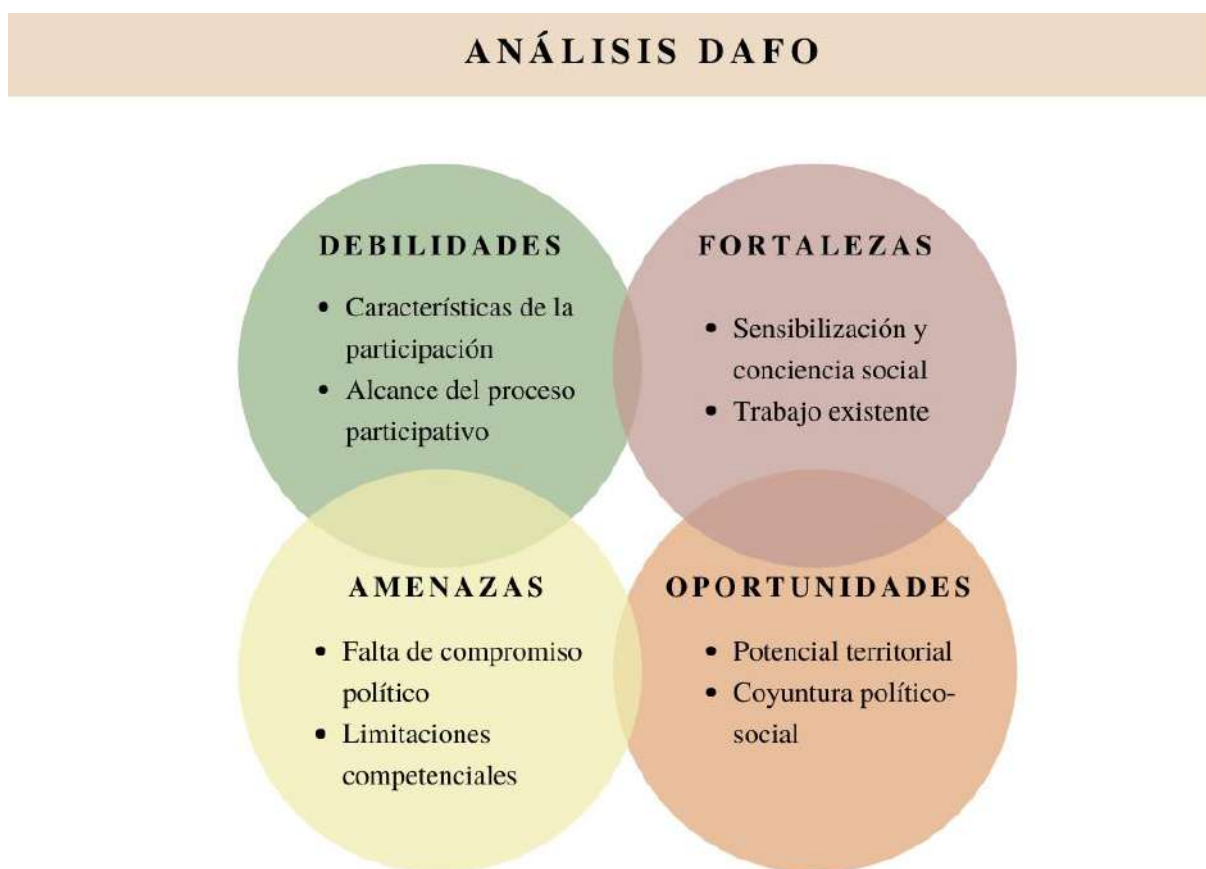 ANÁLISIS DAFO
DEBILIDADES
• Características de la
participación
• Alcance del proceso
participativo
FORTALEZAS
• Sensibilización y
conciencia social
• Trabajo existente
AMENAZAS
• Falta de compromiso
político
• Limitaciones
competenciales
OPORTUNIDADES
• Potencial territorial
• Coyuntura político-
social